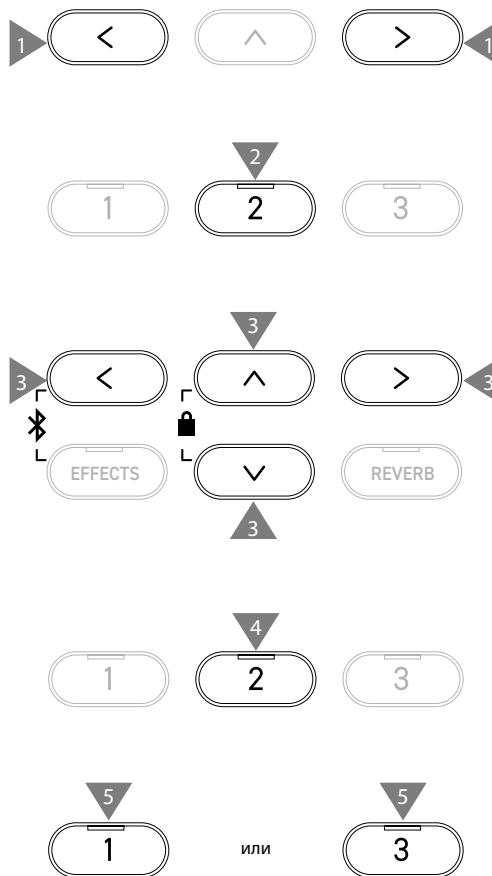 1 < ^ > 1
2
1 2 3
3
3 < ^ > 3
EFFECTS ∨ REVERB
3
4
1 2 3
5 5
1 или 3